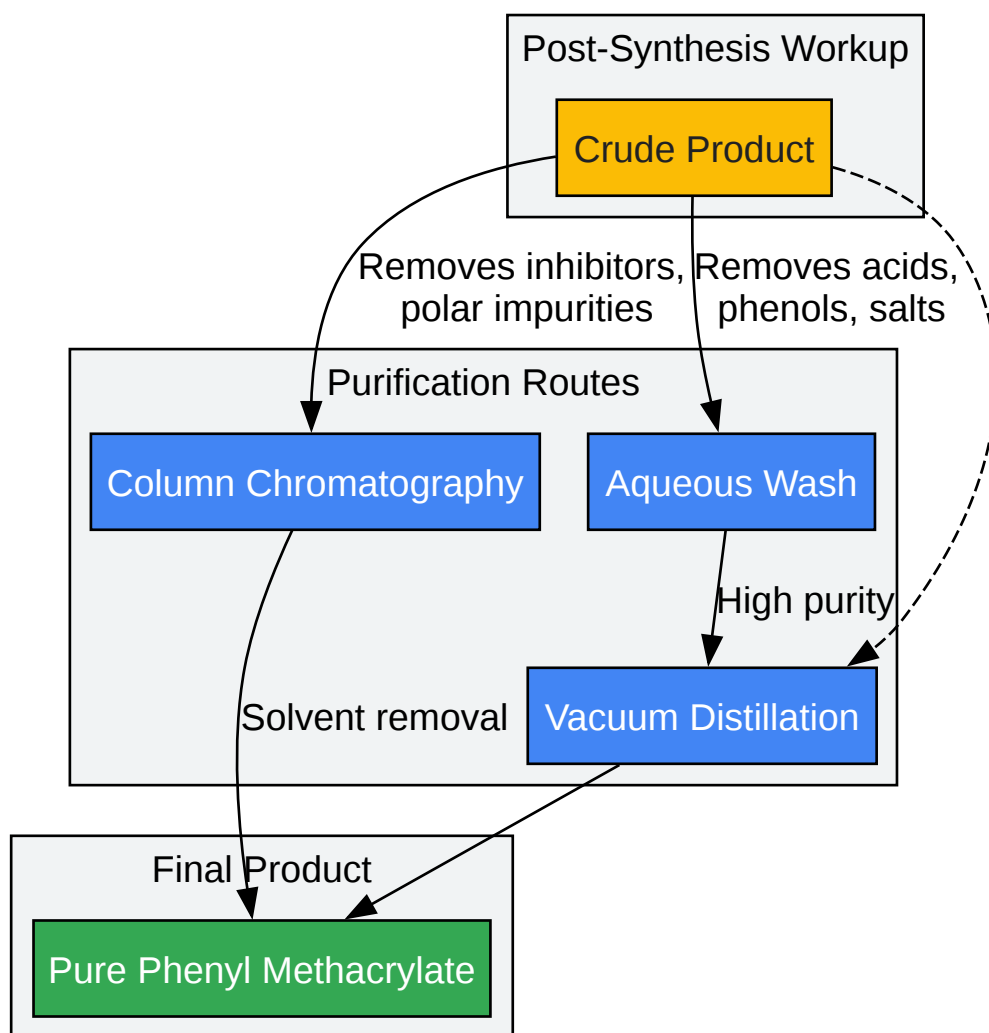 Post-Synthesis Workup
Crude Product
Removes inhibitors,
polar impurities
Removes acids,
phenols, salts
Purification Routes
Column Chromatography
Aqueous Wash
High purity
Solvent removal
Vacuum Distillation
Final Product
Pure Phenyl Methacrylate